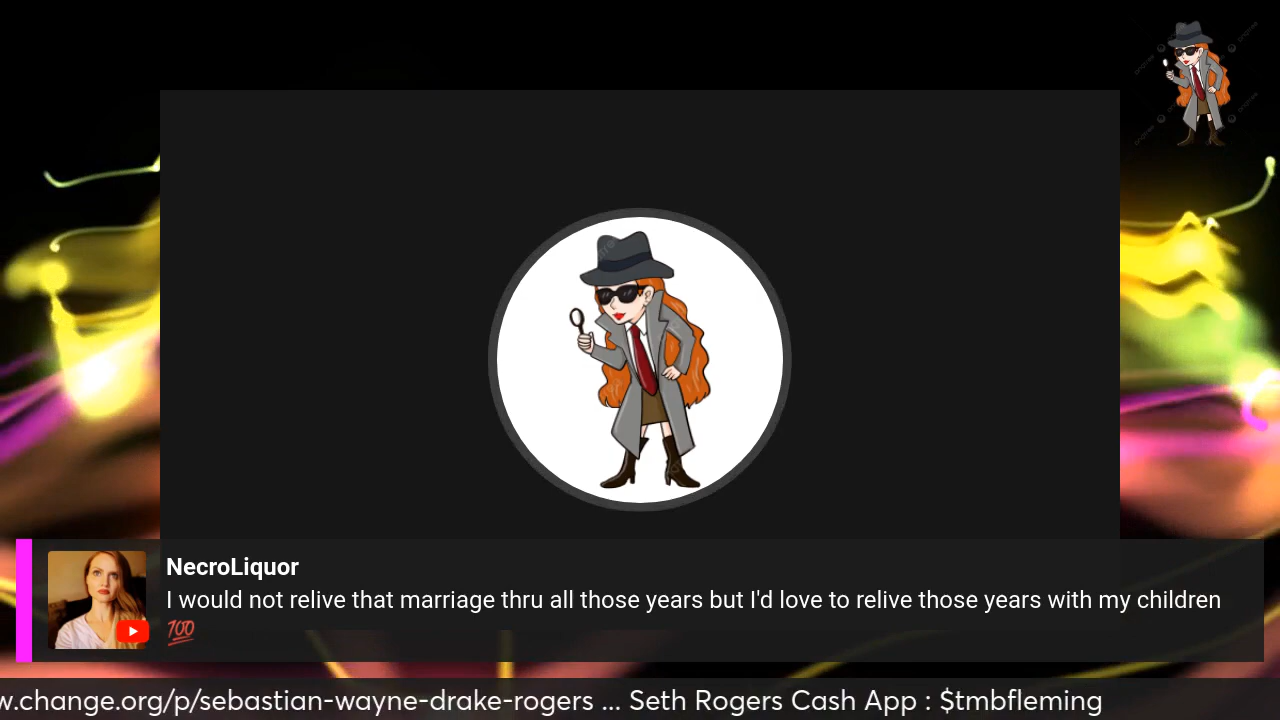 NecroLiquor
I would not relive that marriage thru all those years but I'd love to relive those years with my children
💯
w.change.org/p/sebastian-wayne-drake-rogers ... Seth Rogers Cash App : $tmbfleming